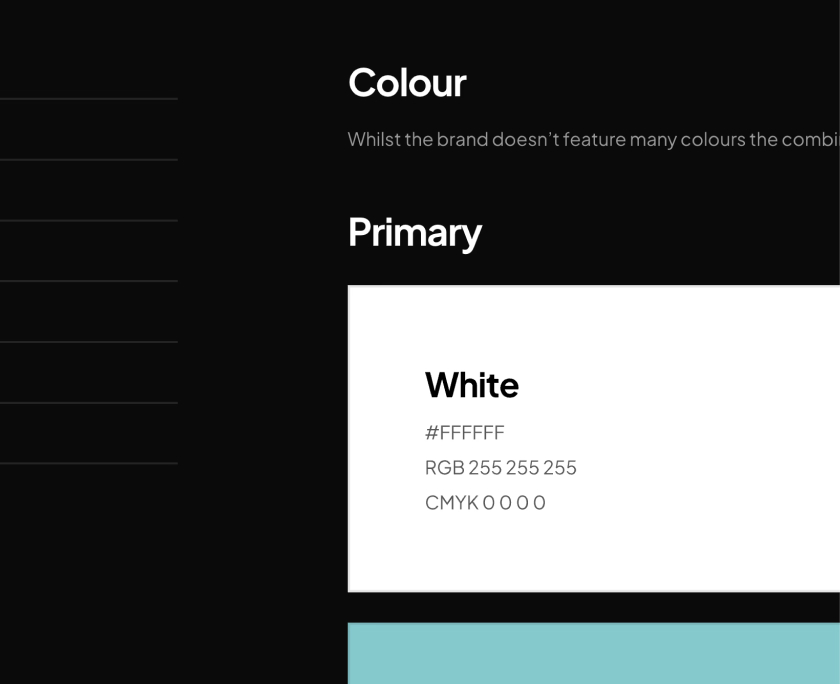 Colour
Whilst the brand doesn’t feature many colours the
Primary
White
#FFFFFF
RGB 255 255 255
CMYK 0 0 0 0